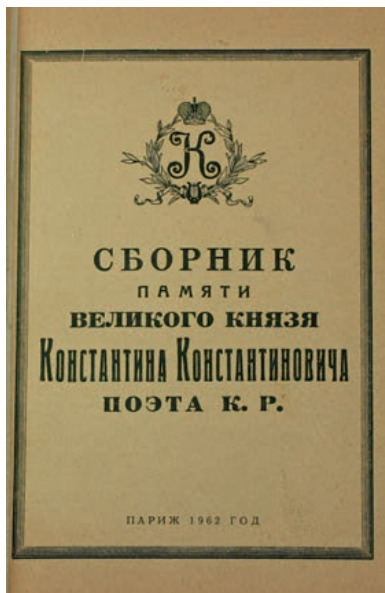 К
СБОРНИК
ПАМЯТИ
ВЕЛИКОГО КНЯЗЯ
КОНСТАНТИНА КОНСТАНТИНОВИЧА
ПОЭТА К. Р.
ПАРИЖ 1962 ГОД